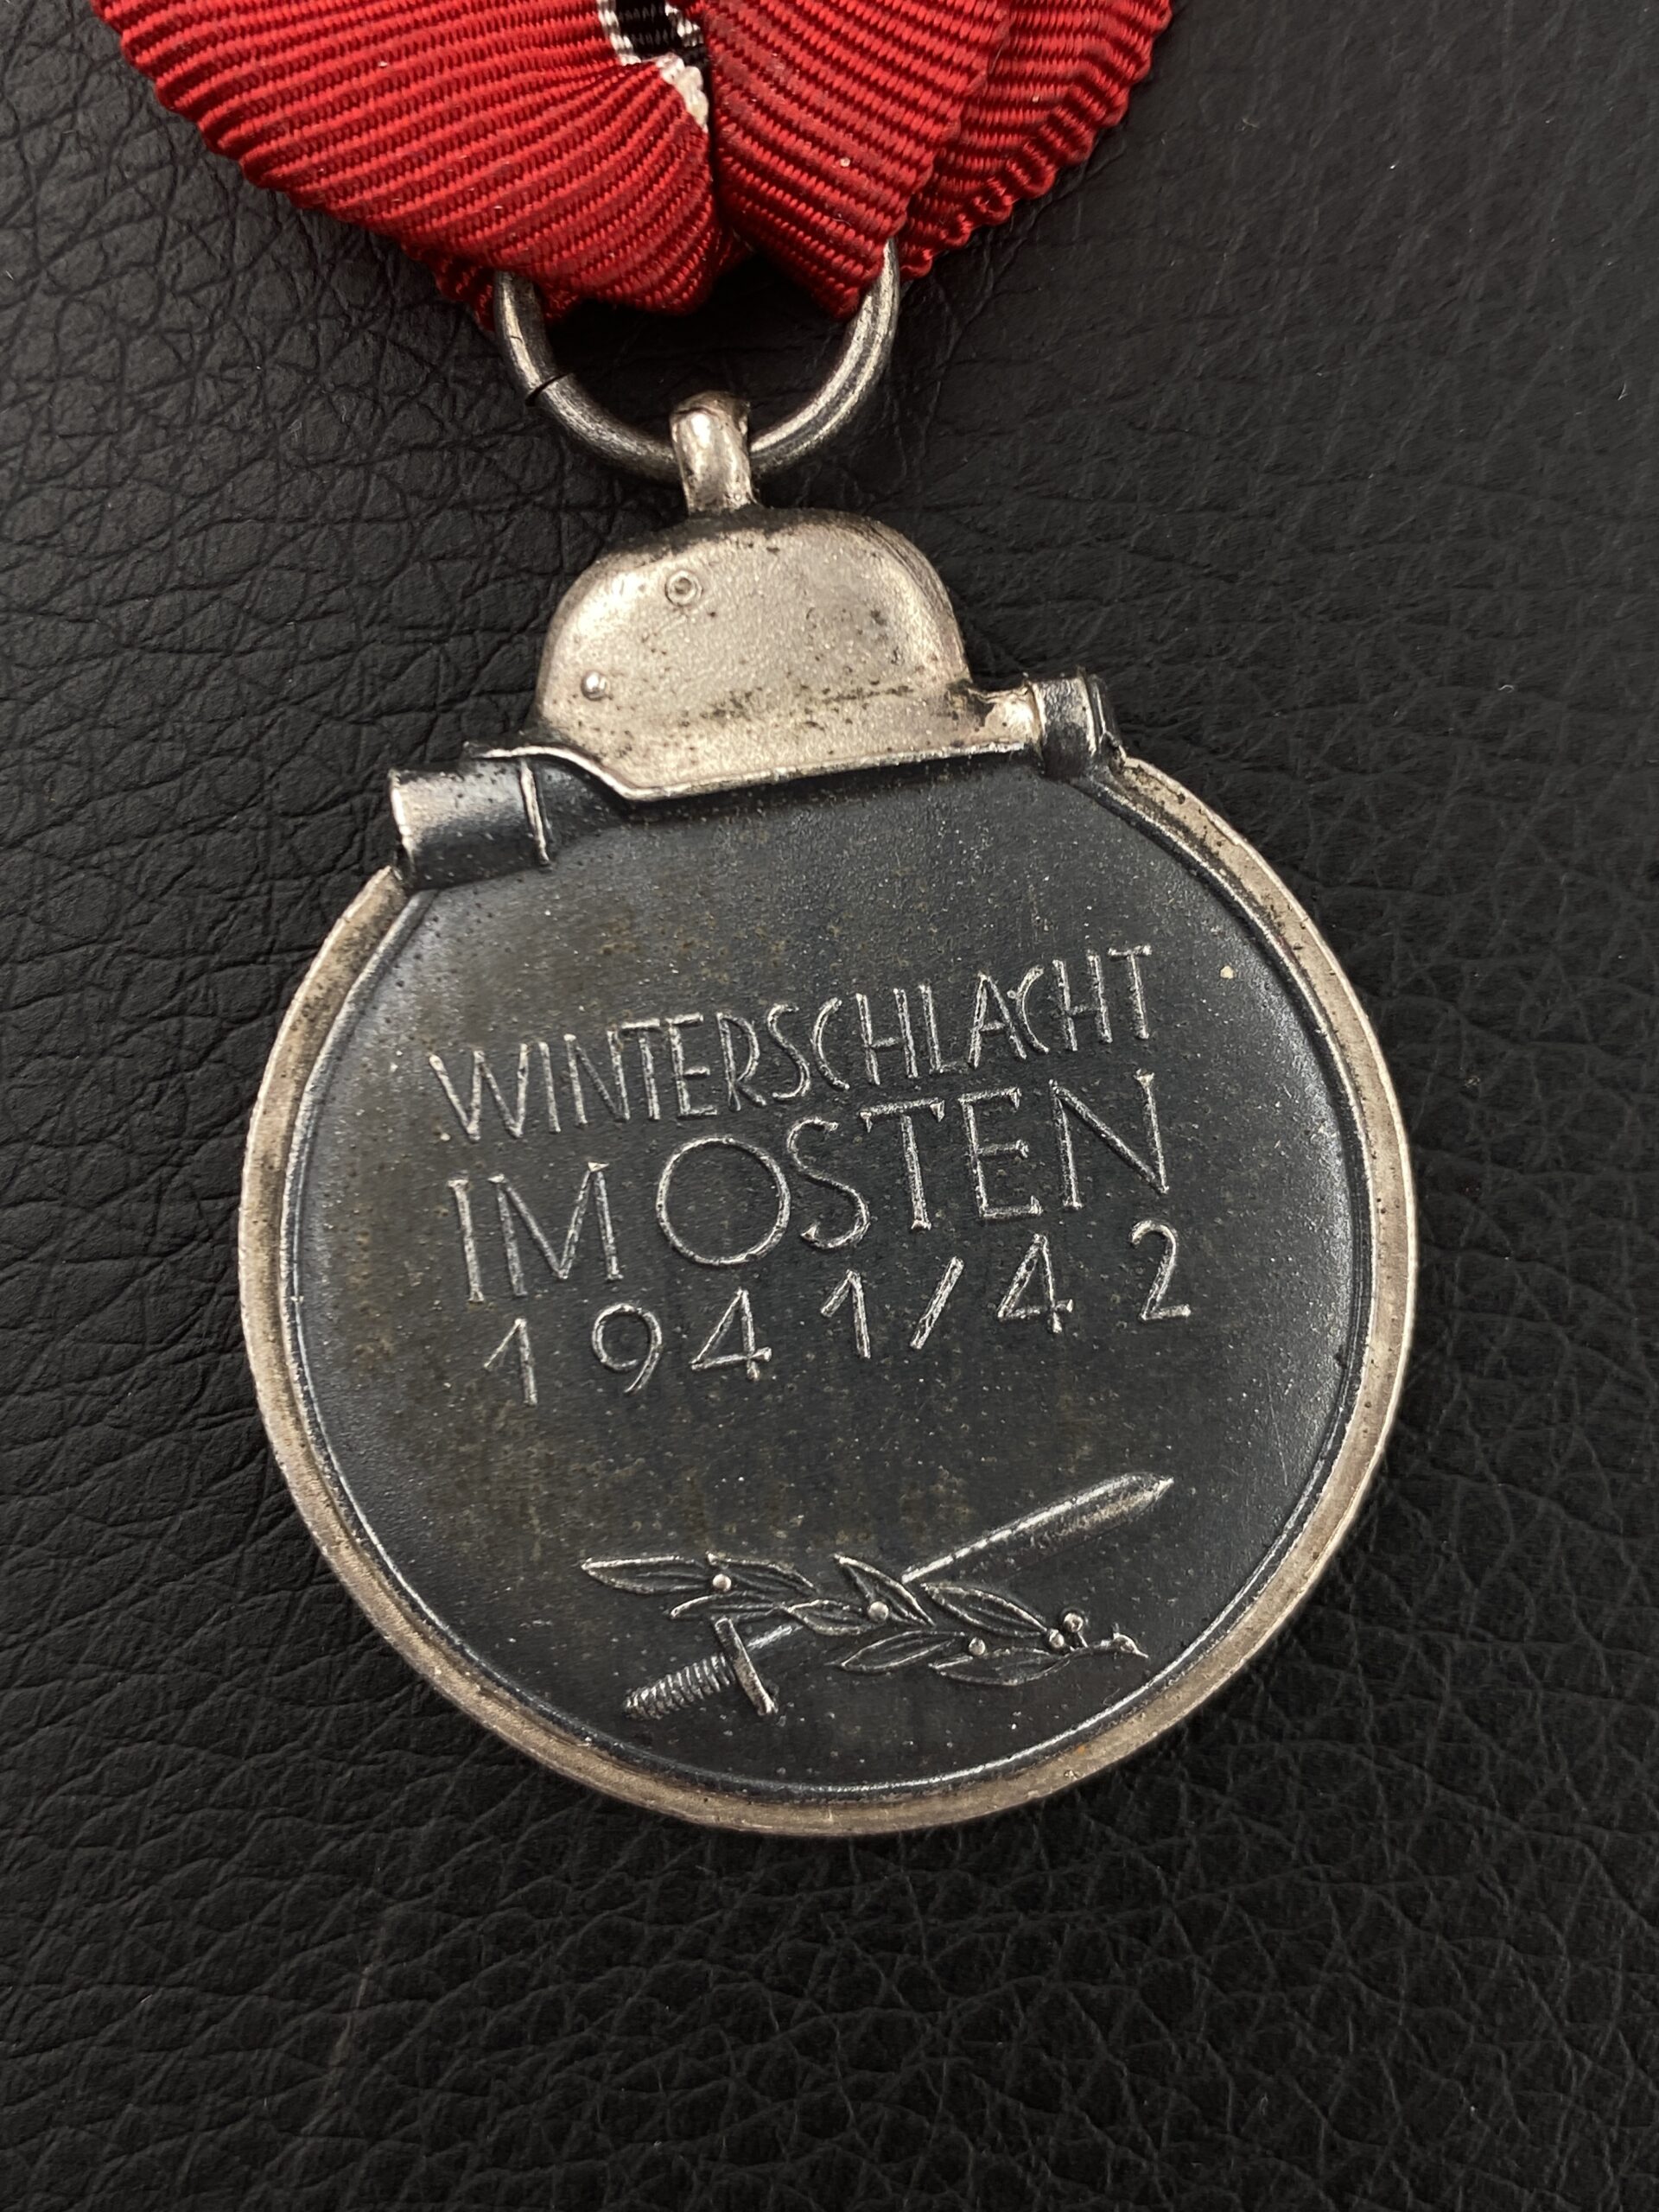 WINTERSCHLACHT
IM OSTEN
1941/42